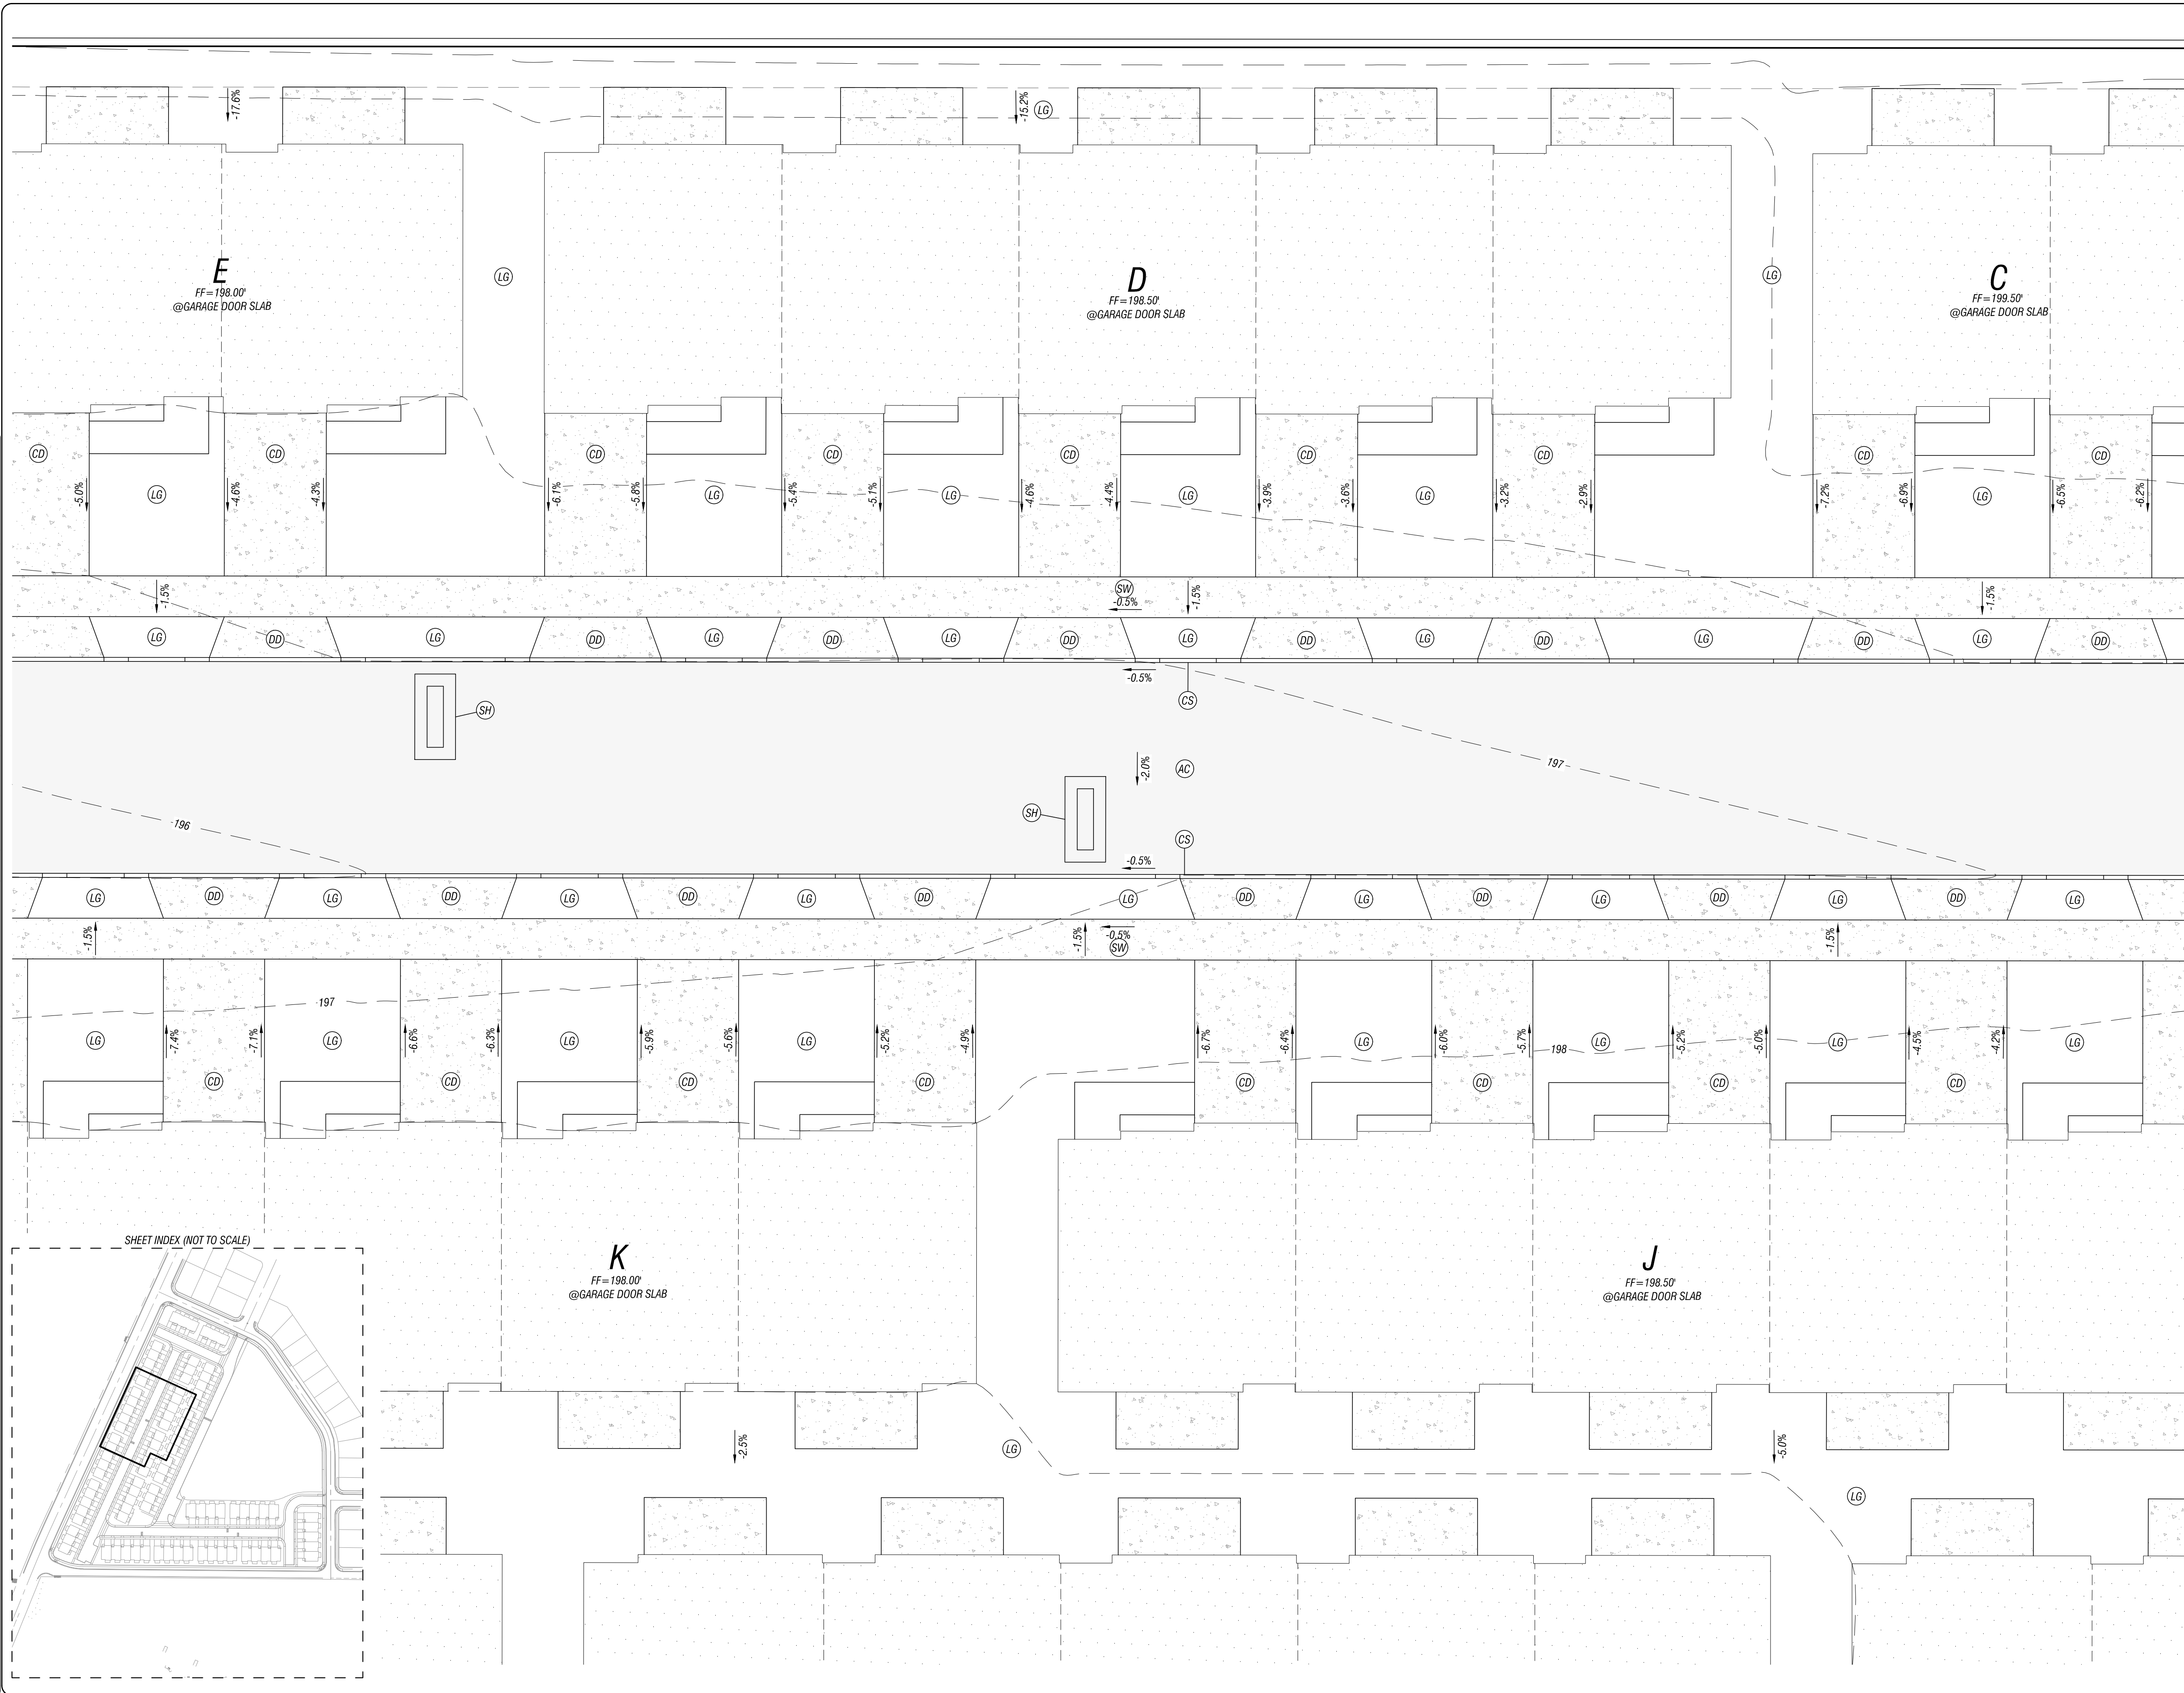 -17.6%
-15.2%
LG
LG
LG
E
FF=198.00'
@GARAGE DOOR SLAB
D
FF=198.50'
@GARAGE DOOR SLAB
C
FF=199.50'
@GARAGE DOOR SLAB
CD
CD
CD
CD
CD
CD
CD
CD
CD
-5.0%
LG
-4.6%
-4.3%
-6.1%
-5.8%
LG
-5.4%
-5.1%
LG
-4.6%
-4.4%
LG
-3.9%
-3.6%
LG
-3.2%
-2.9%
-7.2%
-6.9%
LG
-6.5%
-6.2%
-1.5%
SW
-0.5%
-1.5%
-1.5%
LG
DD
LG
DD
LG
DD
LG
DD
LG
DD
LG
DD
LG
DD
LG
DD
-0.5%
CS
SH
197
-2.0%
AC
SH
196
CS
-0.5%
LG
DD
LG
DD
LG
DD
LG
DD
LG
DD
LG
DD
LG
DD
LG
DD
LG
-1.5%
-1.5%
-0.5%
SW
-1.5%
197
LG
-7.4%
-7.1%
LG
-6.6%
-6.3%
LG
-5.9%
-5.6%
LG
-5.2%
-4.9%
-6.7%
-6.4%
LG
-6.0%
-5.7%
198
LG
-5.2%
-5.0%
LG
-4.5%
-4.2%
LG
CD
CD
CD
CD
CD
CD
CD
CD
SHEET INDEX (NOT TO SCALE)
K
FF=198.00'
@GARAGE DOOR SLAB
J
FF=198.50'
@GARAGE DOOR SLAB
-2.5%
LG
-5.0%
LG